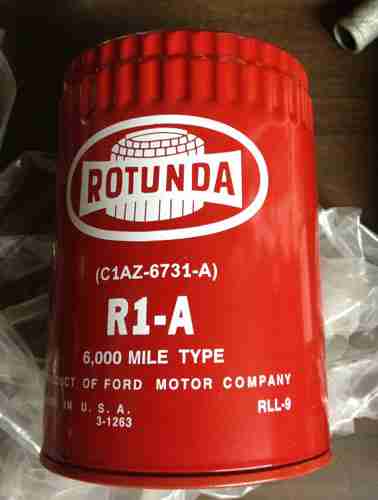 ROTUNDA
(C1AZ-6731-A)
R1-A
6,000 MILE TYPE
OF FORD MOTOR COMPANY
IN U.S.A. RLL-9
3-1263